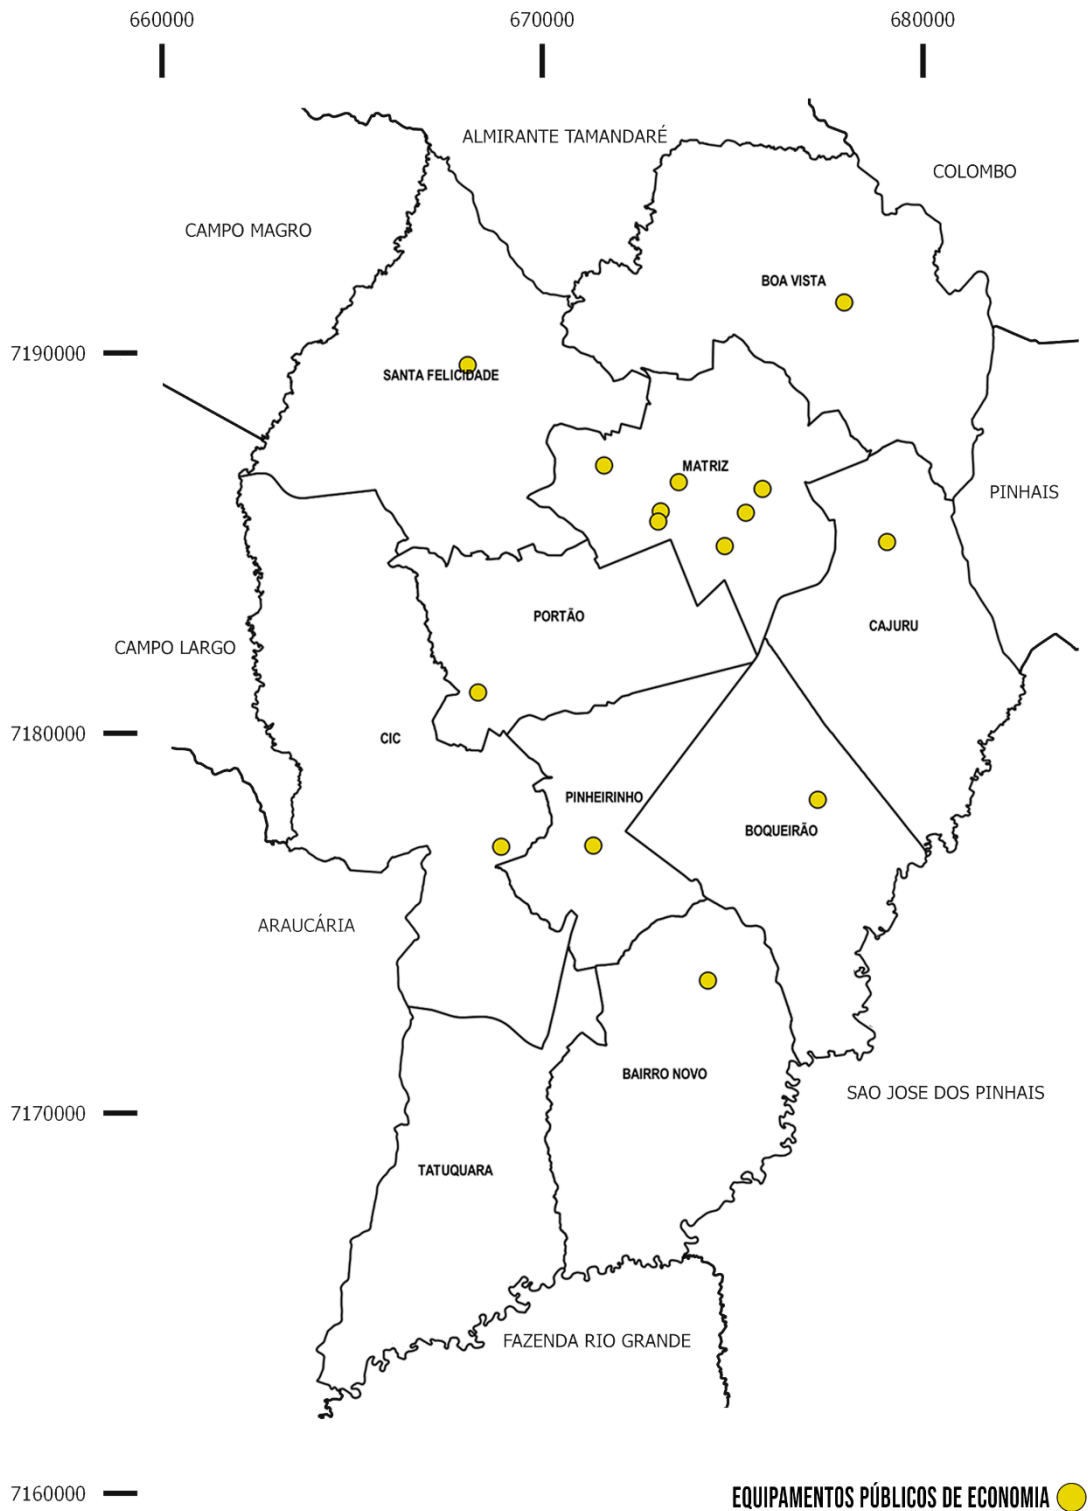 660000
670000
680000
ALMIRANTE TAMANDARÉ
COLOMBO
CAMPO MAGRO
BOA VISTA
7190000
SANTA FELICIDADE
MATRIZ
PINHAIS
PORTÃO
CAJURU
CAMPO LARGO
7180000
CIC
PINHEIRINHO
BOQUEIRÃO
ARAUCÁRIA
BAIRRO NOVO
SAO JOSE DOS PINHAIS
7170000
TATUQUARA
FAZENDA RIO GRANDE
7160000
EQUIPAMENTOS PÚBLICOS DE ECONOMIA